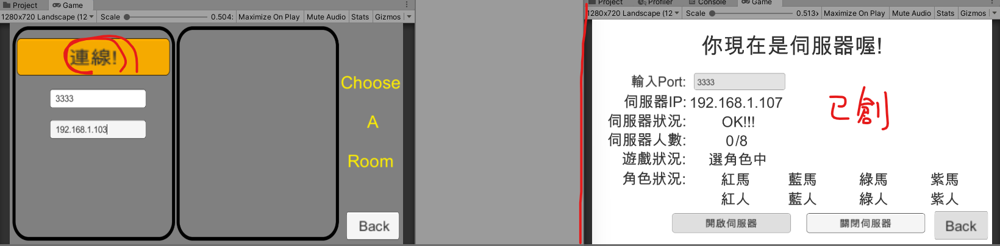 Project Game
1280x720 Landscape (12 Scale 0.504: Maximize On Play Mute Audio Stats Gizmos
連線!
3333
192.168.1.103
Choose
A
Room
Back
Project Profiler Console Game
1280x720 Landscape (12 Scale 0.513x Maximize On Play Mute Audio Stats Gizmos
你現在是伺服器喔!
輸入Port: 3333
伺服器IP: 192.168.1.107
伺服器狀況: OK!!!
伺服器人數: 0/8
遊戲狀況: 選角色中
角色狀況: 紅馬 藍馬 綠馬 紫馬
紅人 藍人 綠人 紫人
開啟伺服器 關閉伺服器 Back
已創